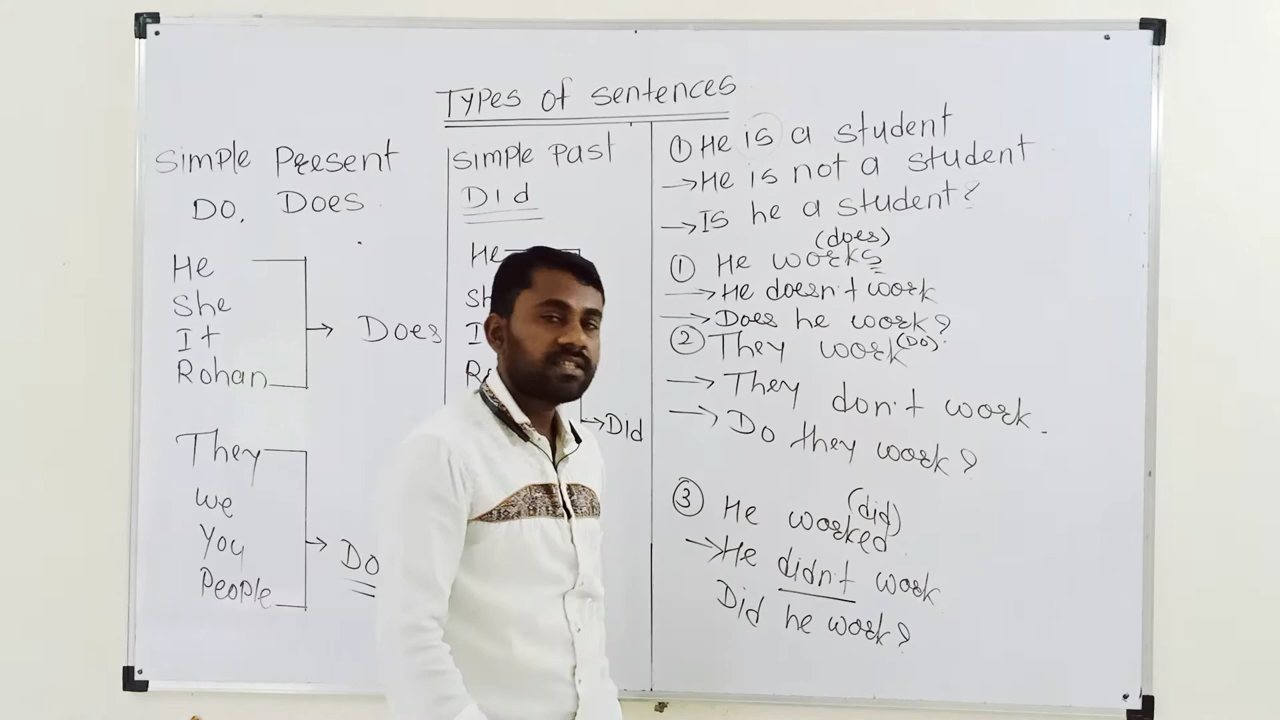 Types of sentences
Simple Present
Do, Does
He
She
It
Rohan
Does
They
we
You
People
Do
Simple Past
Did
He
Did
① He is a student
→He is not a student
→Is he a student?
(does)
① He works
→He doesn't work
→Does he work?
② They work (Do)
→ They don't work.
→ Do they work?
(did)
③ He worked
→He didn't work
Did he work?